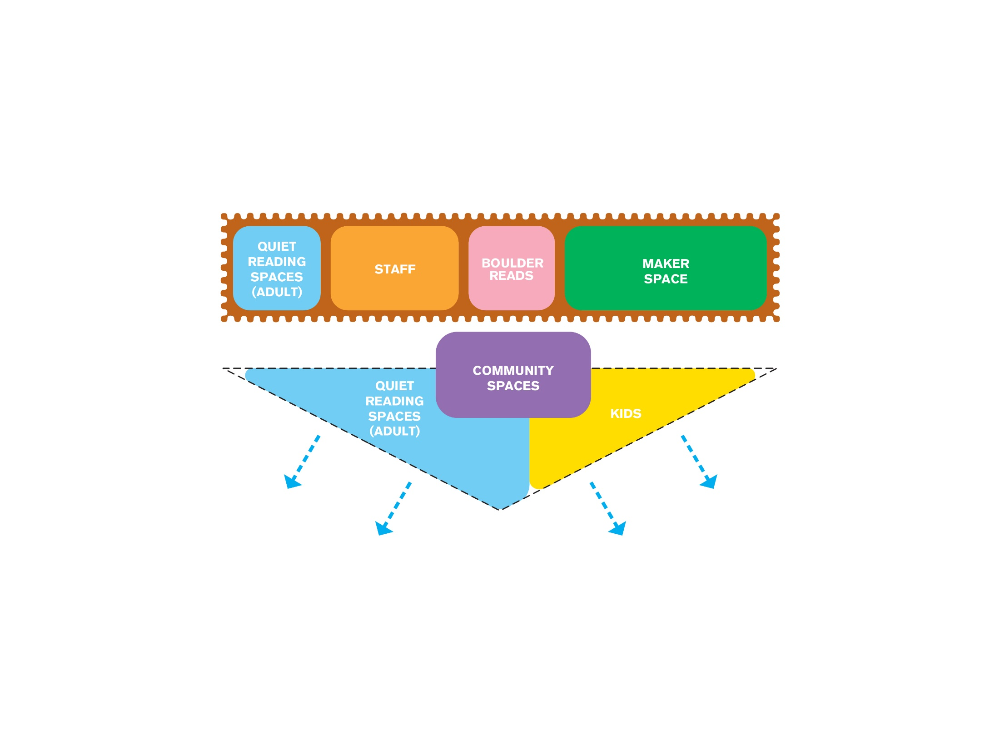 QUIET
READING
SPACES
(ADULT)
STAFF
BOULDER
READS
MAKER
SPACE
COMMUNITY
SPACES
QUIET
READING
SPACES
(ADULT)
KIDS